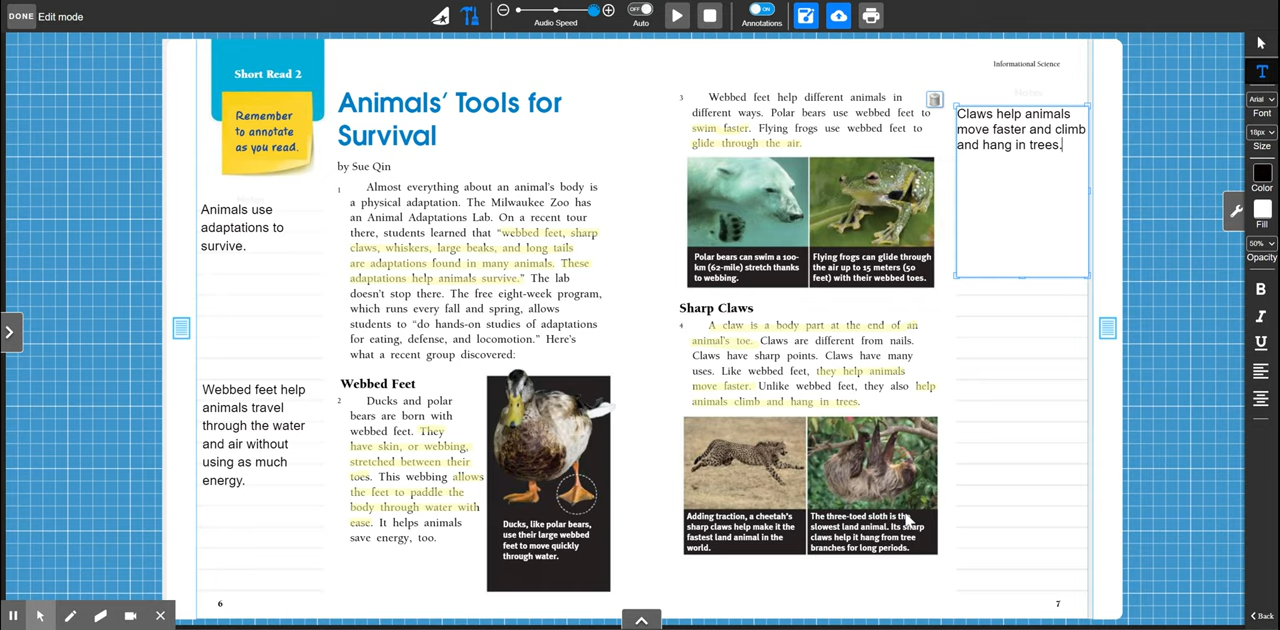 DONE Edit mode
Audio Speed
OFF
Auto
ON
Annotations
Short Read 2
Remember
to annotate
as you read.
Animals use
adaptations to
survive.
Webbed feet help
animals travel
through the water
and air without
using as much
energy.
Animals’ Tools for
Survival
by Sue Qin
1 Almost everything about an animal’s body is
a physical adaptation. The Milwaukee Zoo has
an Animal Adaptations Lab. On a recent tour
there, students learned that “webbed feet, sharp
claws, whiskers, large beaks, and long tails
are adaptations found in many animals. These
adaptations help animals survive.” The lab
doesn’t stop there. The free eight-week program,
which runs every fall and spring, allows
students to “do hands-on studies of adaptations
for eating, defense, and locomotion.” Here’s
what a recent group discovered:
Webbed Feet
2 Ducks and polar
bears are born with
webbed feet. They
have skin, or webbing,
stretched between their
toes. This webbing allows
the feet to paddle the
body through water with
ease. It helps animals
save energy, too.
Ducks, like polar bears,
use their large webbed
feet to move quickly
through water.
6
Informational Science
3 Webbed feet help different animals in
different ways. Polar bears use webbed feet to
swim faster. Flying frogs use webbed feet to
glide through the air.
Polar bears can swim a 100-
km (62-mile) stretch thanks
to webbing.
Flying frogs can glide through
the air up to 15 meters (50
feet) with their webbed toes.
Sharp Claws
4 A claw is a body part at the end of an
animal’s toe. Claws are different from nails.
Claws have sharp points. Claws have many
uses. Like webbed feet, they help animals
move faster. Unlike webbed feet, they also help
animals climb and hang in trees.
Adding traction, a cheetah’s
sharp claws help make it the
fastest land animal in the
world.
The three-toed sloth is the
slowest land animal. Its sharp
claws help it hang from tree
branches for long periods.
7
Notes
Claws help animals
move faster and climb
and hang in trees.
T
Arial
Font
18px
Size
Color
Fill
50%
Opacity
B
I
U
Back